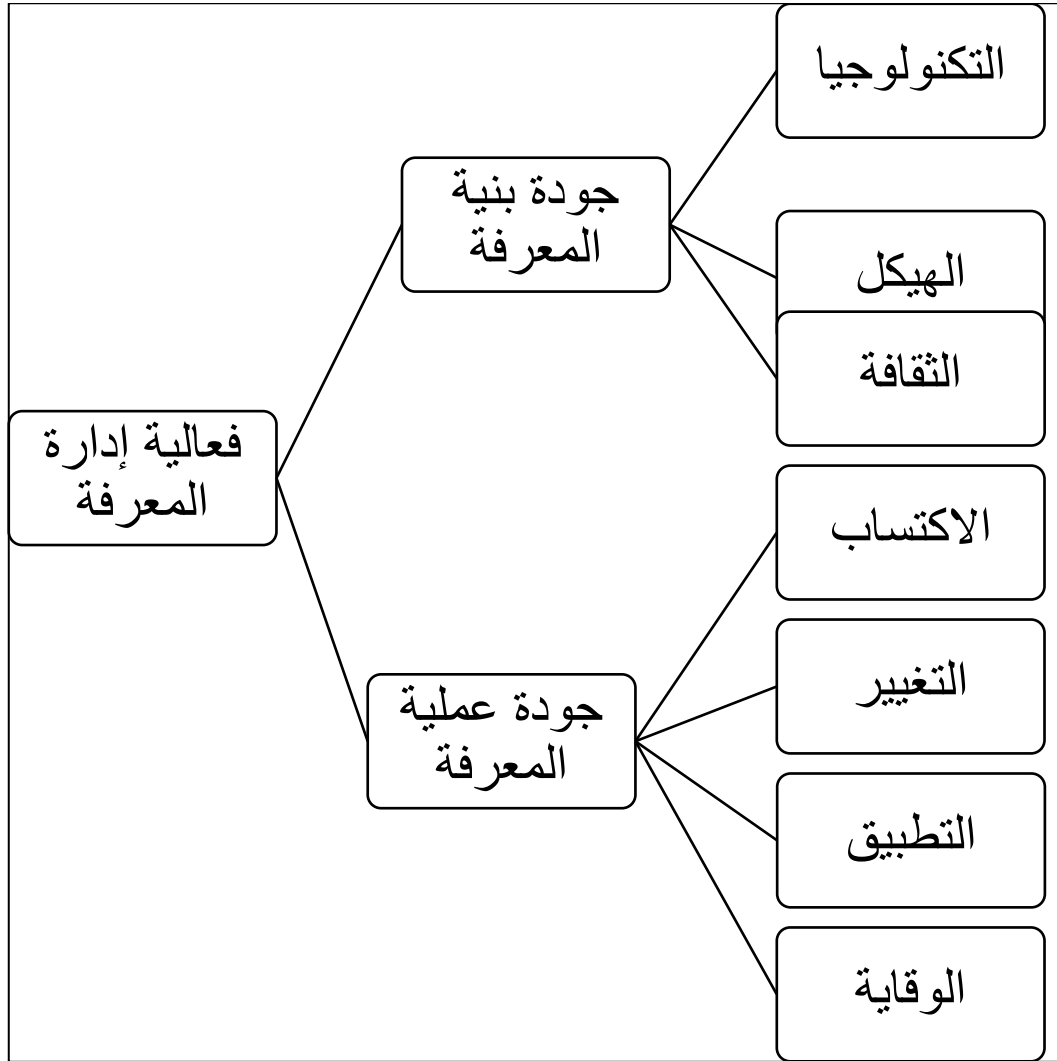 التكنولوجيا
جودة بنية
المعرفة
الهيكل
الثقافة
فعالية إدارة
المعرفة
الاكتساب
التغيير
جودة عملية
المعرفة
التطبيق
الوقاية